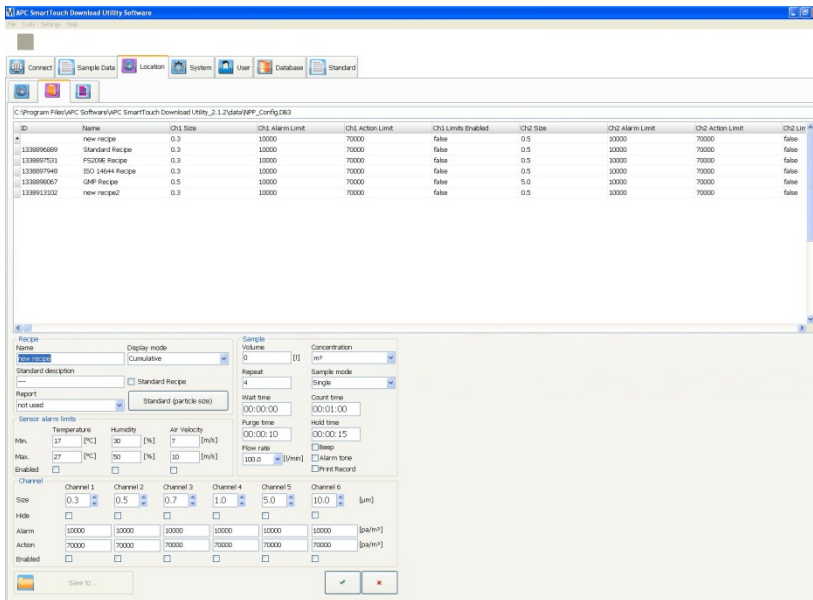 APC SmartTouch Download Utility Software
File Tools Settings Help
Connect Sample Data Location System User Database Standard
C:\Program Files\APC Software\APC SmartTouch Download Utility_2.1.2\data\NPP_Config.DB3
ID Name Ch1 Size Ch1 Alarm Limit Ch1 Action Limit Ch1 Limits Enabled Ch2 Size Ch2 Alarm Limit Ch2 Action Limit Ch2 Lim
new recipe 0.3 10000 70000 false 0.5 10000 70000 false
1338896889 Standard Recipe 0.3 10000 70000 false 0.5 10000 70000 false
1338897531 FS209E Recipe 0.3 10000 70000 false 0.5 10000 70000 false
1338897948 ISO 14644 Recipe 0.3 10000 70000 false 0.5 10000 70000 false
1338898067 GMP Recipe 0.5 10000 70000 false 5.0 10000 70000 false
1338913102 new recipe2 0.3 10000 70000 false 0.5 10000 70000 false
Recipe
Name Display mode
new recipe Cumulative
Standard desciption
--- Standard Recipe
Report
not used Standard (particle size)
Sample
Volume Concentration
0 [l] m³
Repeat Sample mode
4 Single
Wait time Count time
00:00:00 00:01:00
Purge time Hold time
00:00:10 00:00:15
Flow rate Beep
100.0 [l/min] Alarm tone
Print Record
Sensor alarm limits
Temperature Humidity Air Velocity
Min. 17 [ºC] 30 [%] 7 [m/s]
Max. 27 [ºC] 50 [%] 10 [m/s]
Enabled
Channel
Channel 1 Channel 2 Channel 3 Channel 4 Channel 5 Channel 6
Size 0.3 0.5 0.7 1.0 5.0 10.0 [µm]
Hide
Alarm 10000 10000 10000 10000 10000 10000 [pa/m³]
Action 70000 70000 70000 70000 70000 70000 [pa/m³]
Enabled
Save to ...